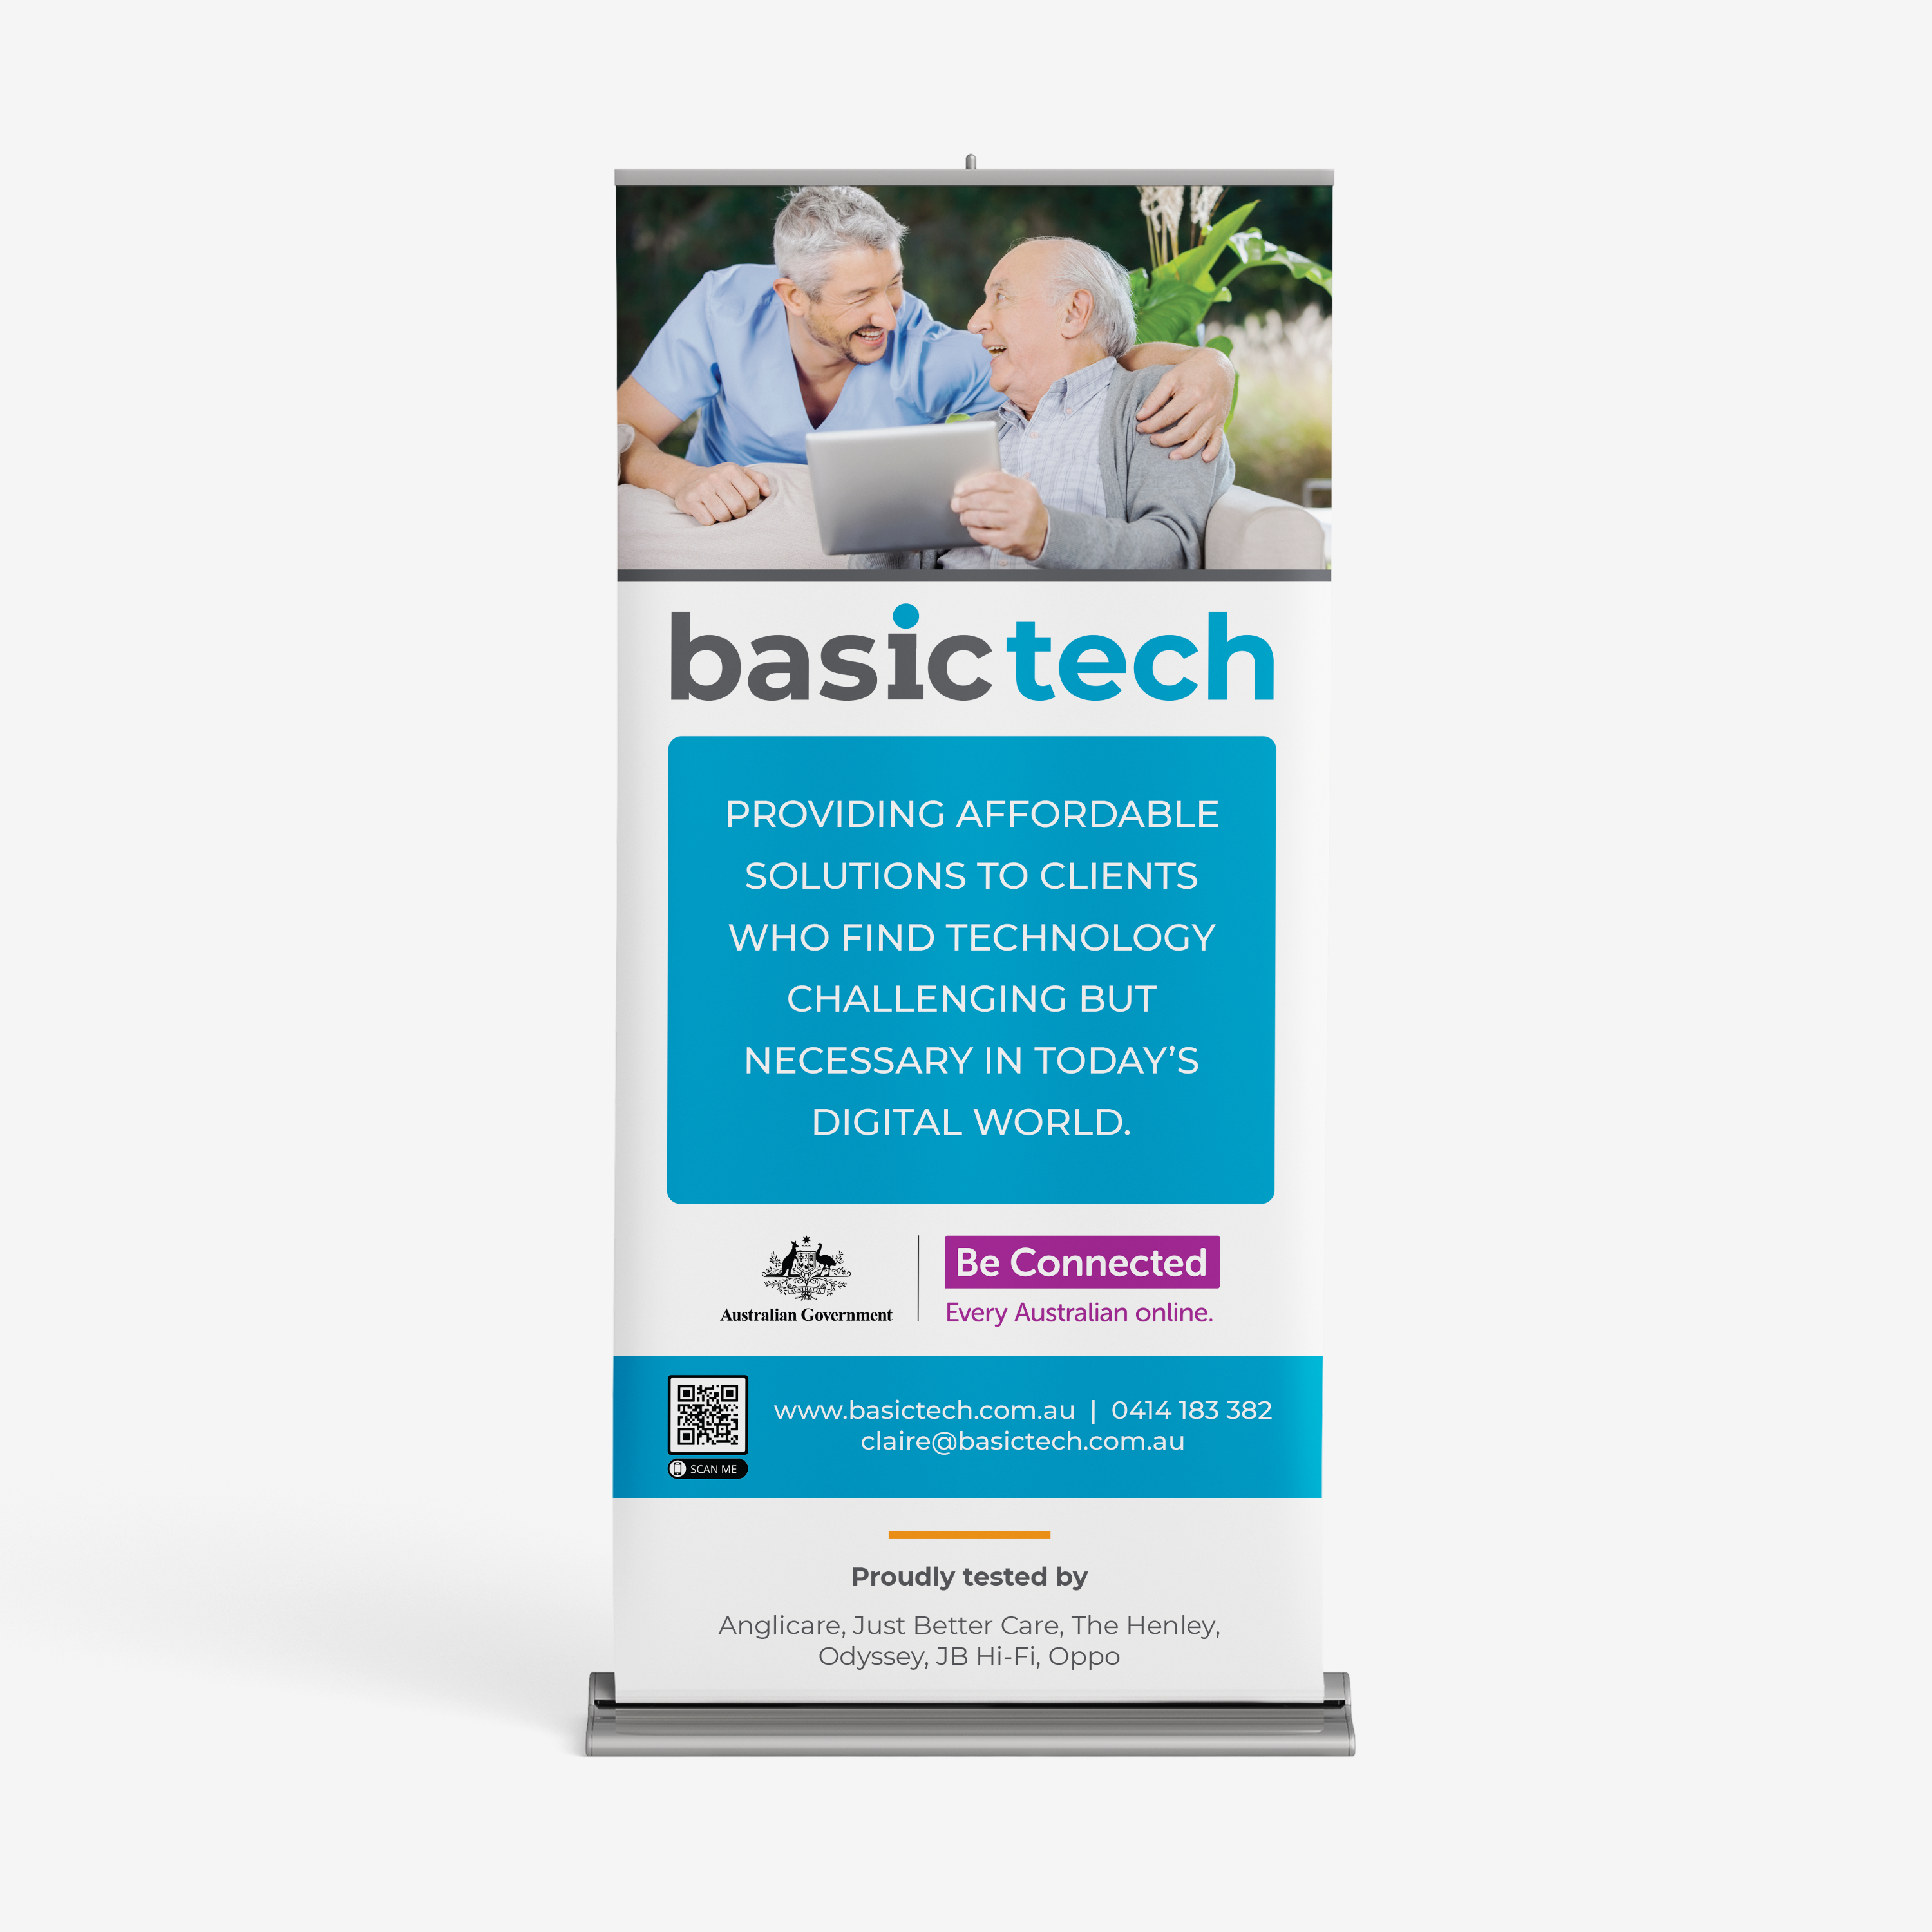 basictech
PROVIDING AFFORDABLE
SOLUTIONS TO CLIENTS
WHO FIND TECHNOLOGY
CHALLENGING BUT
NECESSARY IN TODAY’S
DIGITAL WORLD.
AUSTRALIA
Australian Government
Be Connected
Every Australian online.
www.basictech.com.au | 0414 183 382
claire@basictech.com.au
SCAN ME
Proudly tested by
Anglicare, Just Better Care, The Henley,
Odyssey, JB Hi-Fi, Oppo